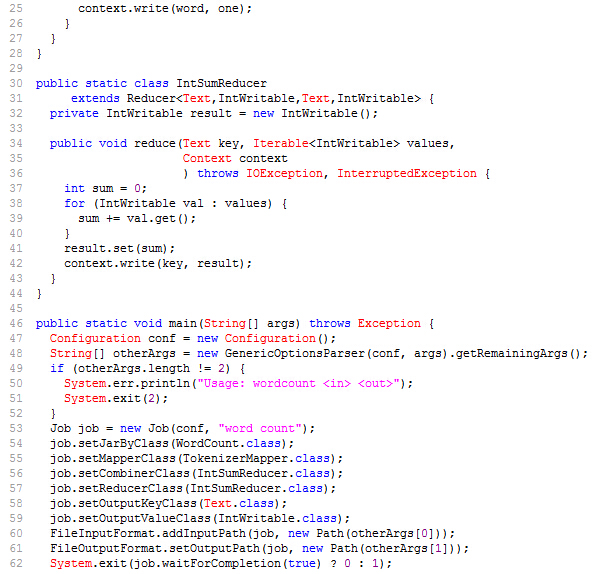 25 context.write(word, one);
26 }
27 }
28 }
29
30 public static class IntSumReducer
31 extends Reducer<Text,IntWritable,Text,IntWritable> {
32 private IntWritable result = new IntWritable();
33
34 public void reduce(Text key, Iterable<IntWritable> values,
35 Context context
36 ) throws IOException, InterruptedException {
37 int sum = 0;
38 for (IntWritable val : values) {
39 sum += val.get();
40 }
41 result.set(sum);
42 context.write(key, result);
43 }
44 }
45
46 public static void main(String[] args) throws Exception {
47 Configuration conf = new Configuration();
48 String[] otherArgs = new GenericOptionsParser(conf, args).getRemainingArgs();
49 if (otherArgs.length != 2) {
50 System.err.println("Usage: wordcount <in> <out>");
51 System.exit(2);
52 }
53 Job job = new Job(conf, "word count");
54 job.setJarByClass(WordCount.class);
55 job.setMapperClass(TokenizerMapper.class);
56 job.setCombinerClass(IntSumReducer.class);
57 job.setReducerClass(IntSumReducer.class);
58 job.setOutputKeyClass(Text.class);
59 job.setOutputValueClass(IntWritable.class);
60 FileInputFormat.addInputPath(job, new Path(otherArgs[0]));
61 FileOutputFormat.setOutputPath(job, new Path(otherArgs[1]));
62 System.exit(job.waitForCompletion(true) ? 0 : 1);